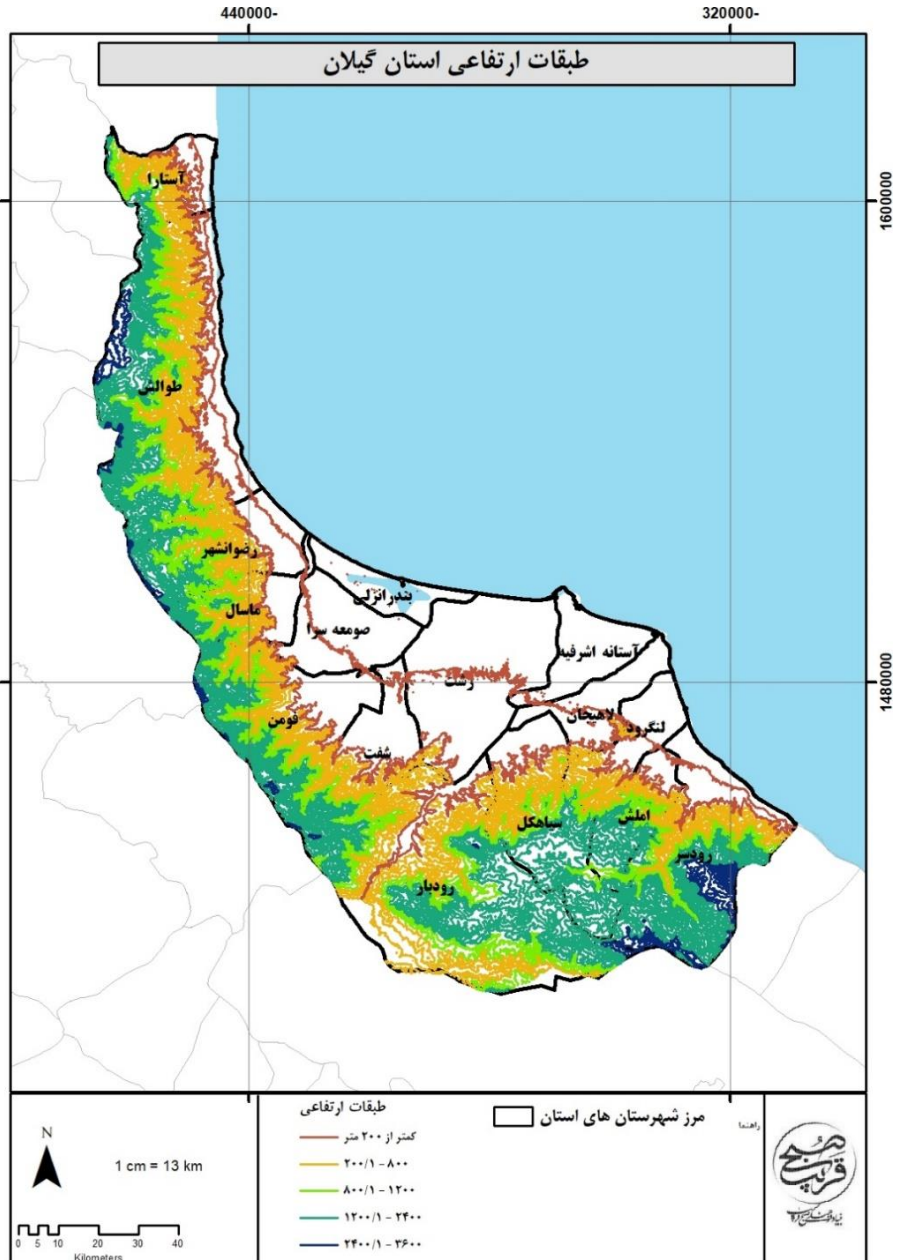 440000-
320000-
طبقات ارتفاعی استان گیلان
1600000
1480000
آستارا
طوالش
رضوانشهر
ماسال
بندرانزلی
صومعه سرا
رشت
آستانه اشرفیه
لاهیجان
لنگرود
فومن
شفت
سیاهکل
املش
رودسر
رودبار
راهنما
مرز شهرستان های استان
طبقات ارتفاعی
کمتر از ۲۰۰ متر
۲۰۰/۱ - ۸۰۰
۸۰۰/۱ - ۱۲۰۰
۱۲۰۰/۱ - ۲۴۰۰
۲۴۰۰/۱ - ۳۶۰۰
N
1 cm = 13 km
0 5 10 20 30 40
Kilometers